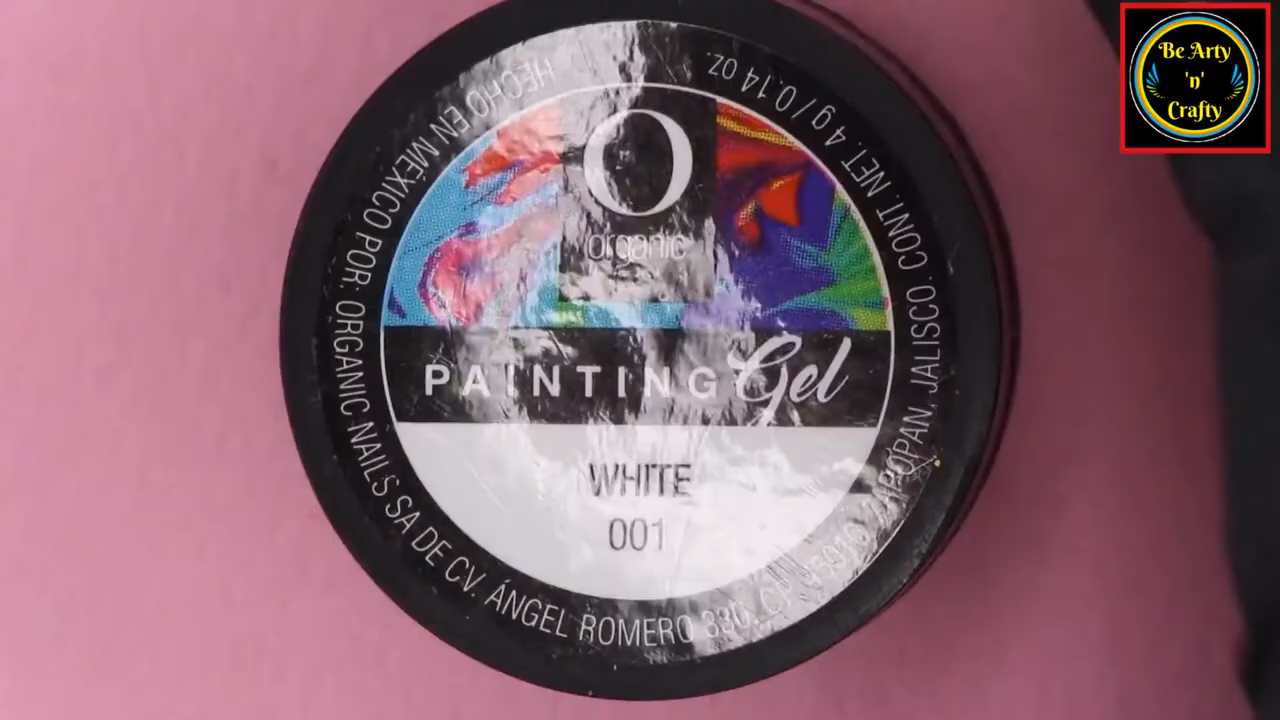 Be Arty
'n'
Crafty
O
organic
PAINTING Gel
WHITE
001
HECHO EN MÉXICO POR: ORGANIC NAILS SA DE CV. ÁNGEL ROMERO 330. ZAPOPAN, JALISCO. CONT. NET. 4 g / 0.14 OZ.